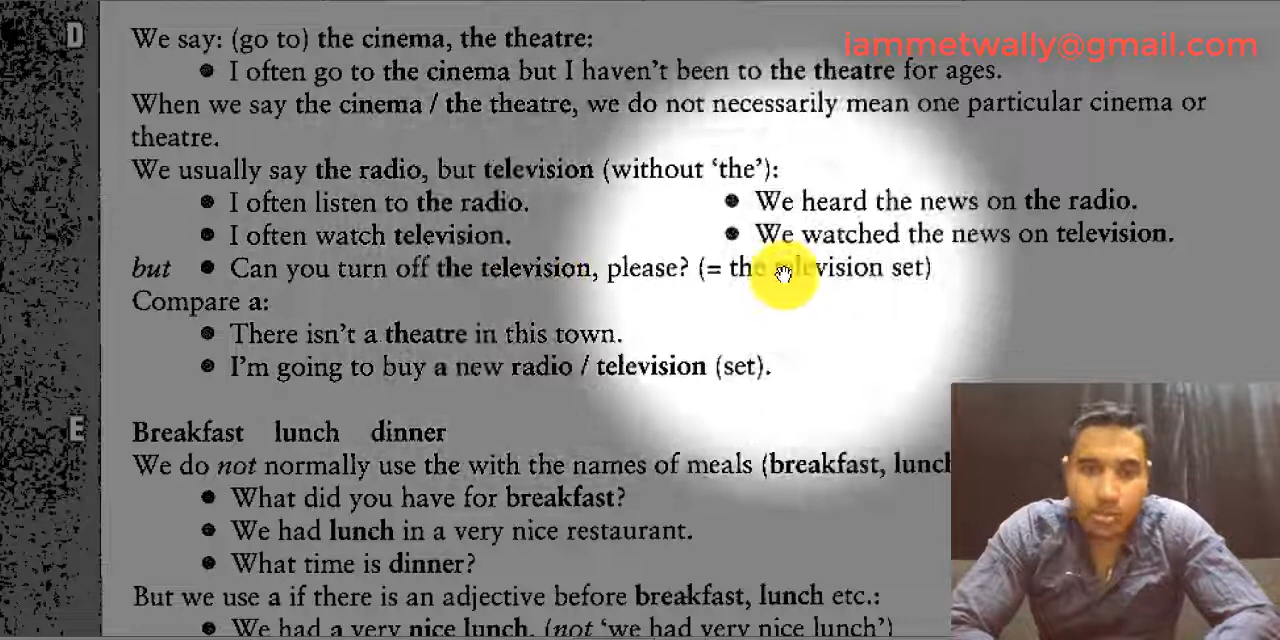 D
iammetwally@gmail.com
We say: (go to) the cinema, the theatre:
• I often go to the cinema but I haven't been to the theatre for ages.
When we say the cinema / the theatre, we do not necessarily mean one particular cinema or
theatre.
We usually say the radio, but television (without 'the'):
• I often listen to the radio. • We heard the news on the radio.
• I often watch television. • We watched the news on television.
but • Can you turn off the television, please? (= the television set)
Compare a:
• There isn't a theatre in this town.
• I'm going to buy a new radio / television (set).
E
Breakfast lunch dinner
We do not normally use the with the names of meals (breakfast, lunch
• What did you have for breakfast?
• We had lunch in a very nice restaurant.
• What time is dinner?
But we use a if there is an adjective before breakfast, lunch etc.:
• We had a very nice lunch. (not 'we had very nice lunch')